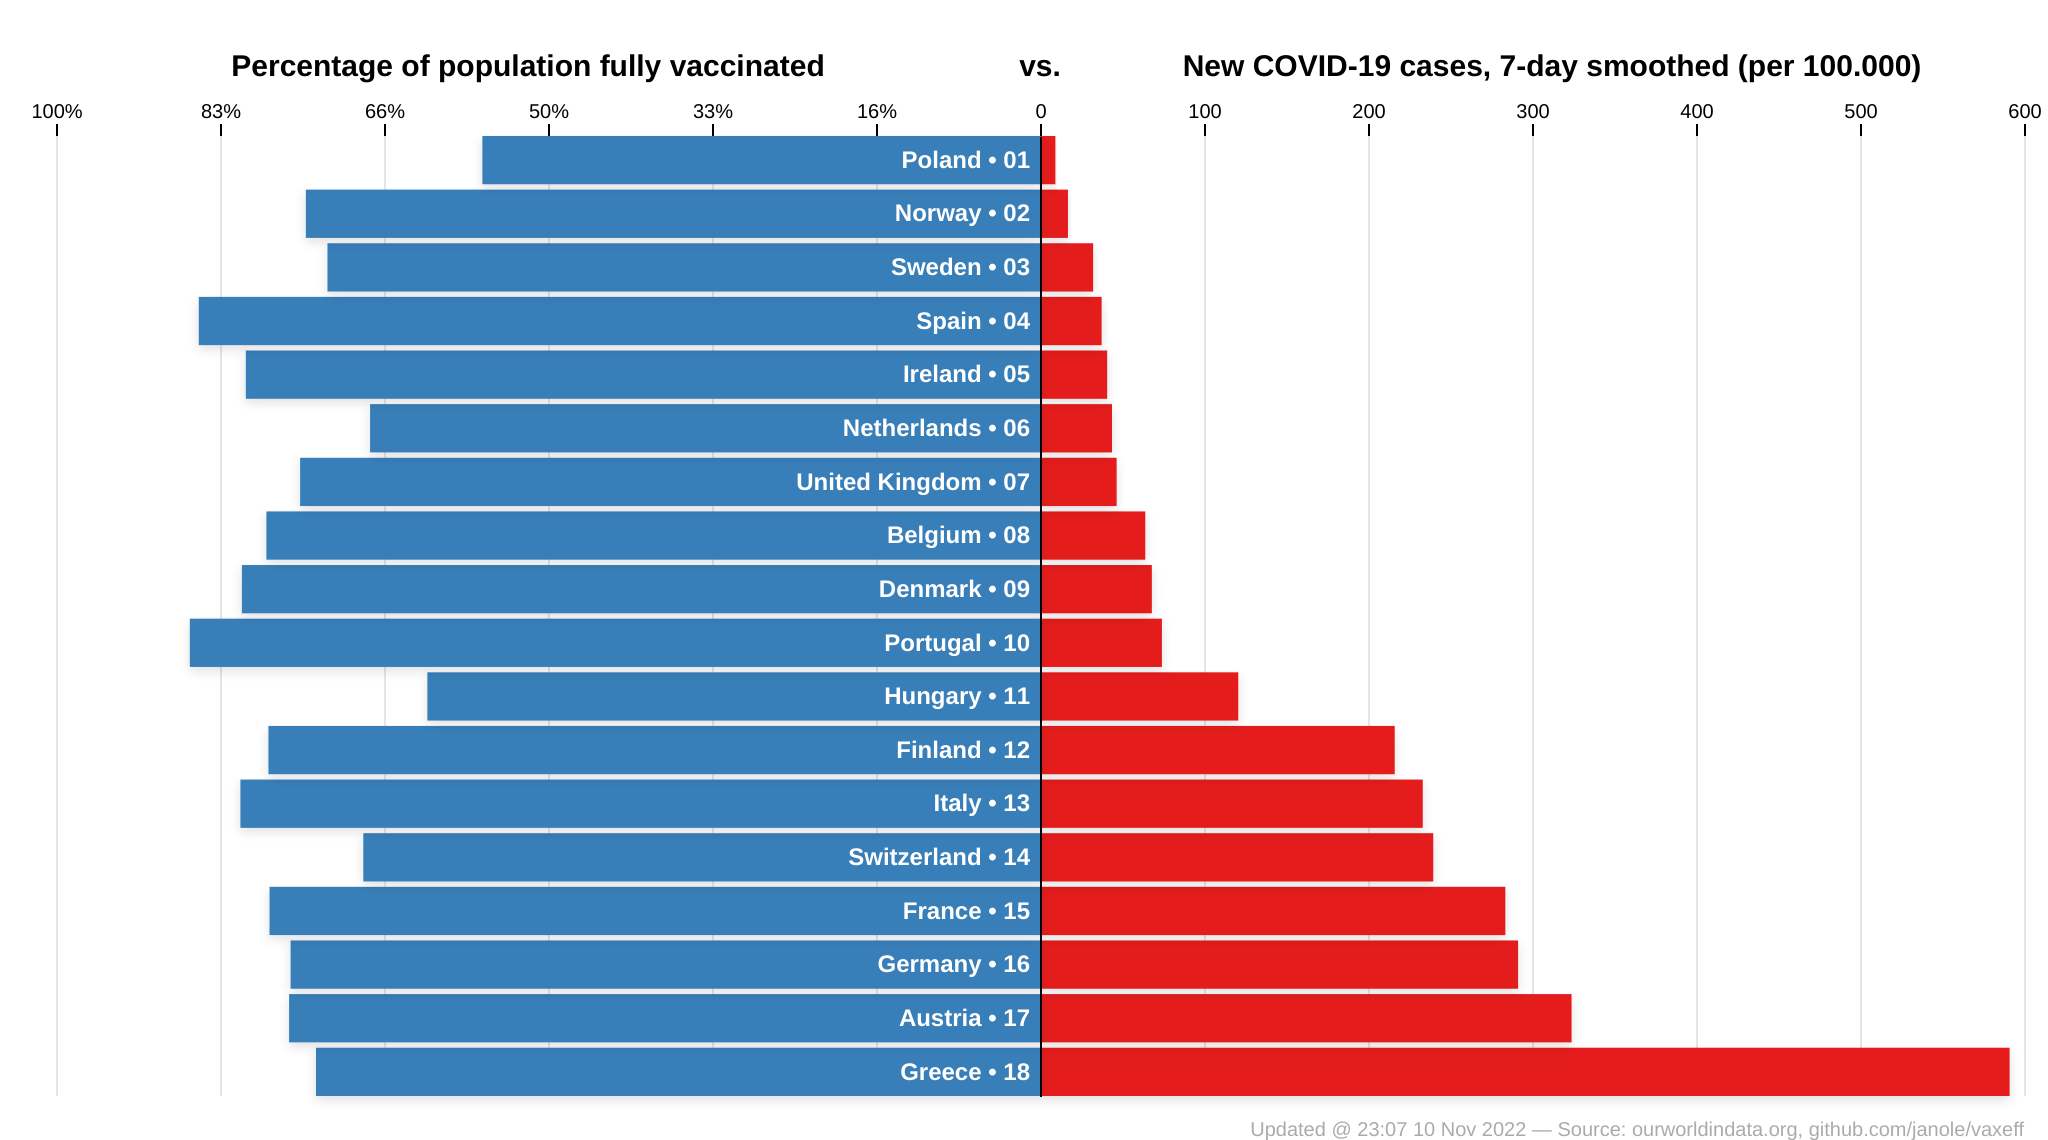 Percentage of population fully vaccinated vs. New COVID-19 cases, 7-day smoothed (per 100.000)
100% 83% 66% 50% 33% 16% 0 100 200 300 400 500 600
Poland • 01
Norway • 02
Sweden • 03
Spain • 04
Ireland • 05
Netherlands • 06
United Kingdom • 07
Belgium • 08
Denmark • 09
Portugal • 10
Hungary • 11
Finland • 12
Italy • 13
Switzerland • 14
France • 15
Germany • 16
Austria • 17
Greece • 18
Updated @ 23:07 10 Nov 2022 — Source: ourworldindata.org, github.com/janole/vaxeff